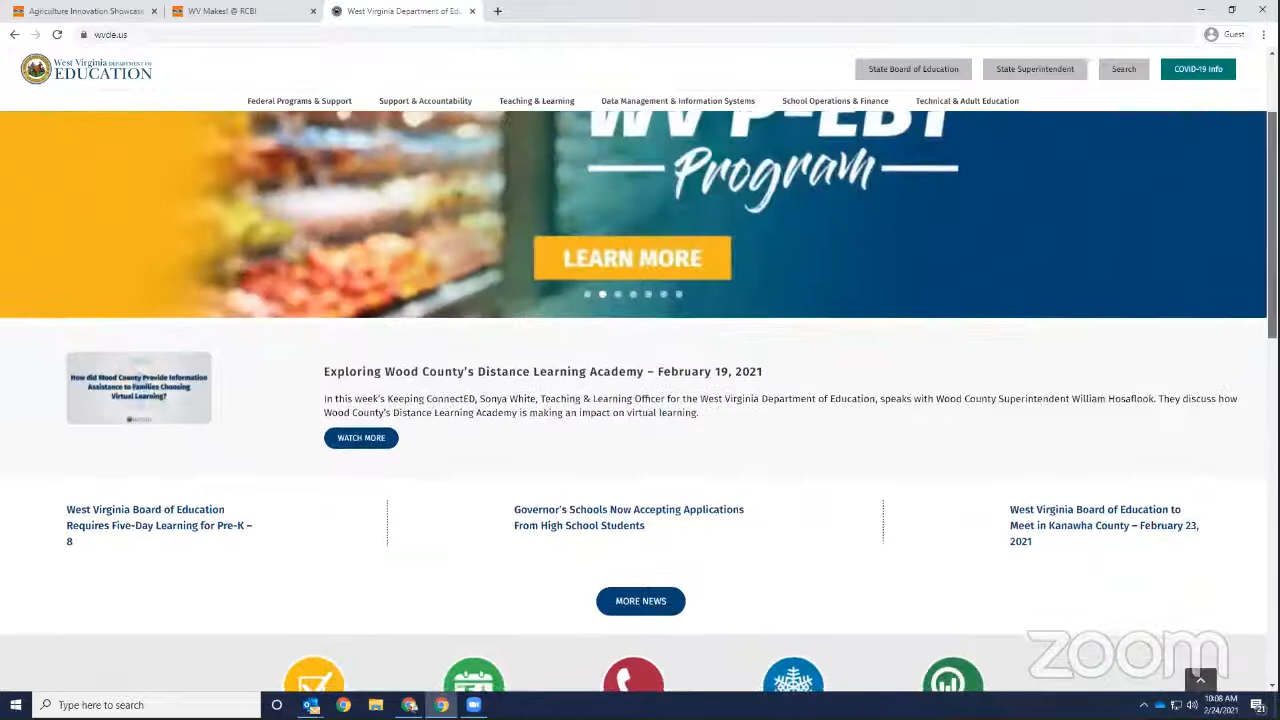 Agriculture Innovation Showcase
WV Makes! @ RCBI
West Virginia Department of Edu
wvde.us
Guest
West Virginia DEPARTMENT OF
EDUCATION
State Board of Education
State Superintendent
Search
COVID-19 Info
Federal Programs & Support
Support & Accountability
Teaching & Learning
Data Management & Information Systems
School Operations & Finance
Technical & Adult Education
WV P-EBT
Program
LEARN MORE
How did Wood County Provide Information
Assistance to Families Choosing
Virtual Learning?
Exploring Wood County's Distance Learning Academy – February 19, 2021
In this week's Keeping ConnectED, Sonya White, Teaching & Learning Officer for the West Virginia Department of Education, speaks with Wood County Superintendent William Hosaflook. They discuss how
Wood County's Distance Learning Academy is making an impact on virtual learning.
WATCH MORE
West Virginia Board of Education
Requires Five-Day Learning for Pre-K –
8
Governor's Schools Now Accepting Applications
From High School Students
West Virginia Board of Education to
Meet in Kanawha County – February 23,
2021
MORE NEWS
zoom
Type here to search
10:08 AM
2/24/2021